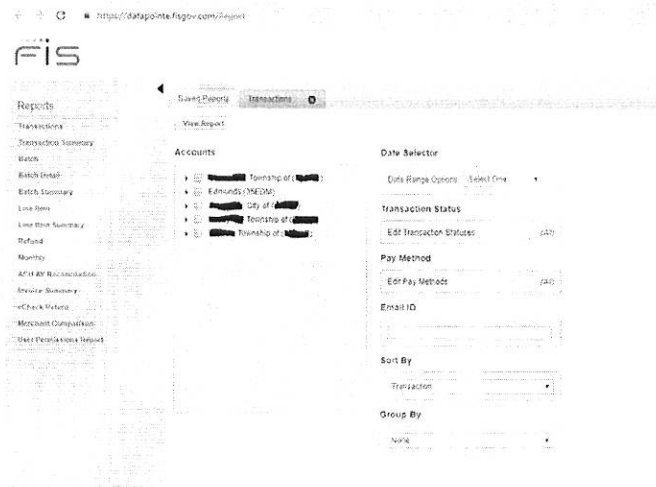 https://datapointe.fisgov.com/Report
FIS
Reports
Transactions
Transaction Summary
Batch
Batch Detail
Batch Summary
Line Item
Line Item Summary
Refund
Monthly
ACH AY Reconciliation
Invoice Summary
eCheck Return
Merchant Comparison
User Permissions Report
Saved Reports
Transactions
View Report
Accounts
Township of (
Edmunds (35EDM)
City of (
Township of (
Township of (
Date Selector
Date Range Options: Select One
Transaction Status
Edit Transaction Statuses (All)
Pay Method
Edit Pay Methods (All)
Email ID
Sort By
Transaction
Group By
None